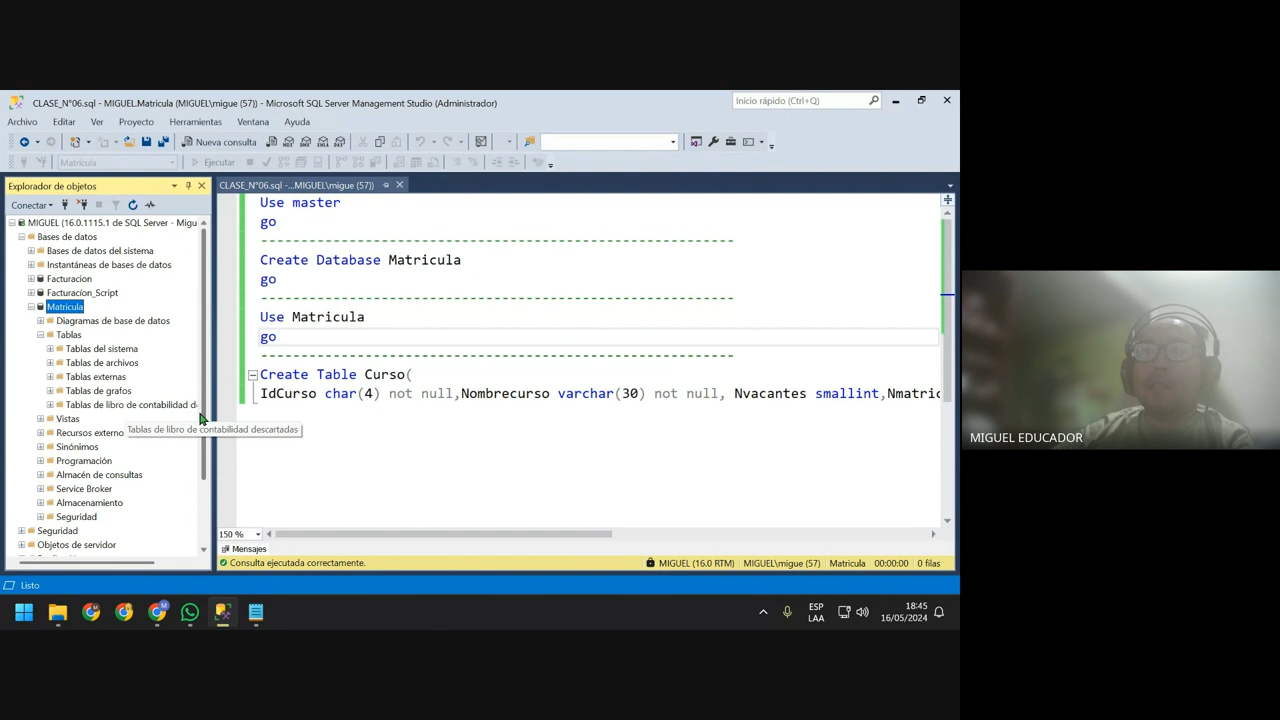 CLASE_N°06.sql - MIGUEL.Matricula (MIGUEL\migue (57)) - Microsoft SQL Server Management Studio (Administrador)
Inicio rápido (Ctrl+Q)
Archivo Editar Ver Proyecto Herramientas Ventana Ayuda
Nueva consulta
Matricula Ejecutar
Explorador de objetos
CLASE_N°06.sql -...MIGUEL\migue (57))
Conectar
MIGUEL (16.0.1115.1 de SQL Server - Migu
Bases de datos
Bases de datos del sistema
Instantáneas de bases de datos
Facturacion
Facturacíon_Script
Matricula
Diagramas de base de datos
Tablas
Tablas del sistema
Tablas de archivos
Tablas externas
Tablas de grafos
Tablas de libro de contabilidad d
Vistas
Recursos externo
Tablas de libro de contabilidad descartadas
Sinónimos
Programación
Almacén de consultas
Service Broker
Almacenamiento
Seguridad
Seguridad
Objetos de servidor
Use master
go
-----------------------------------------------------------
Create Database Matricula
go
-----------------------------------------------------------
Use Matricula
go
-----------------------------------------------------------
Create Table Curso(
IdCurso char(4) not null,Nombrecurso varchar(30) not null, Nvacantes smallint,Nmatric
150 %
Mensajes
Consulta ejecutada correctamente.
MIGUEL (16.0 RTM) MIGUEL\migue (57) Matricula 00:00:00 0 filas
Listo
ESP
LAA
18:45
16/05/2024
MIGUEL EDUCADOR